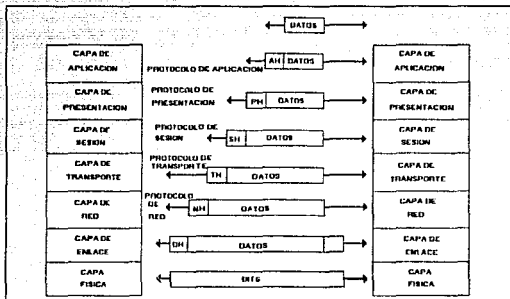 DATOS
CAPA DE
APLICACION
PROTOCOLO DE APLICACION
AH DATOS
CAPA DE
APLICACION
CAPA DE
PRESENTACION
PROTOCOLO DE
PRESENTACION
PH DATOS
CAPA DE
PRESENTACION
CAPA DE
SESION
PROTOCOLO DE
SESION
SH DATOS
CAPA DE
SESION
CAPA DE
TRANSPORTE
PROTOCOLO DE
TRANSPORTE
TH DATOS
CAPA DE
TRANSPORTE
CAPA DE
RED
PROTOCOLO
DE
RED
NH DATOS
CAPA DE
RED
CAPA DE
ENLACE
DH DATOS
CAPA DE
ENLACE
CAPA
FISICA
BITS
CAPA
FISICA